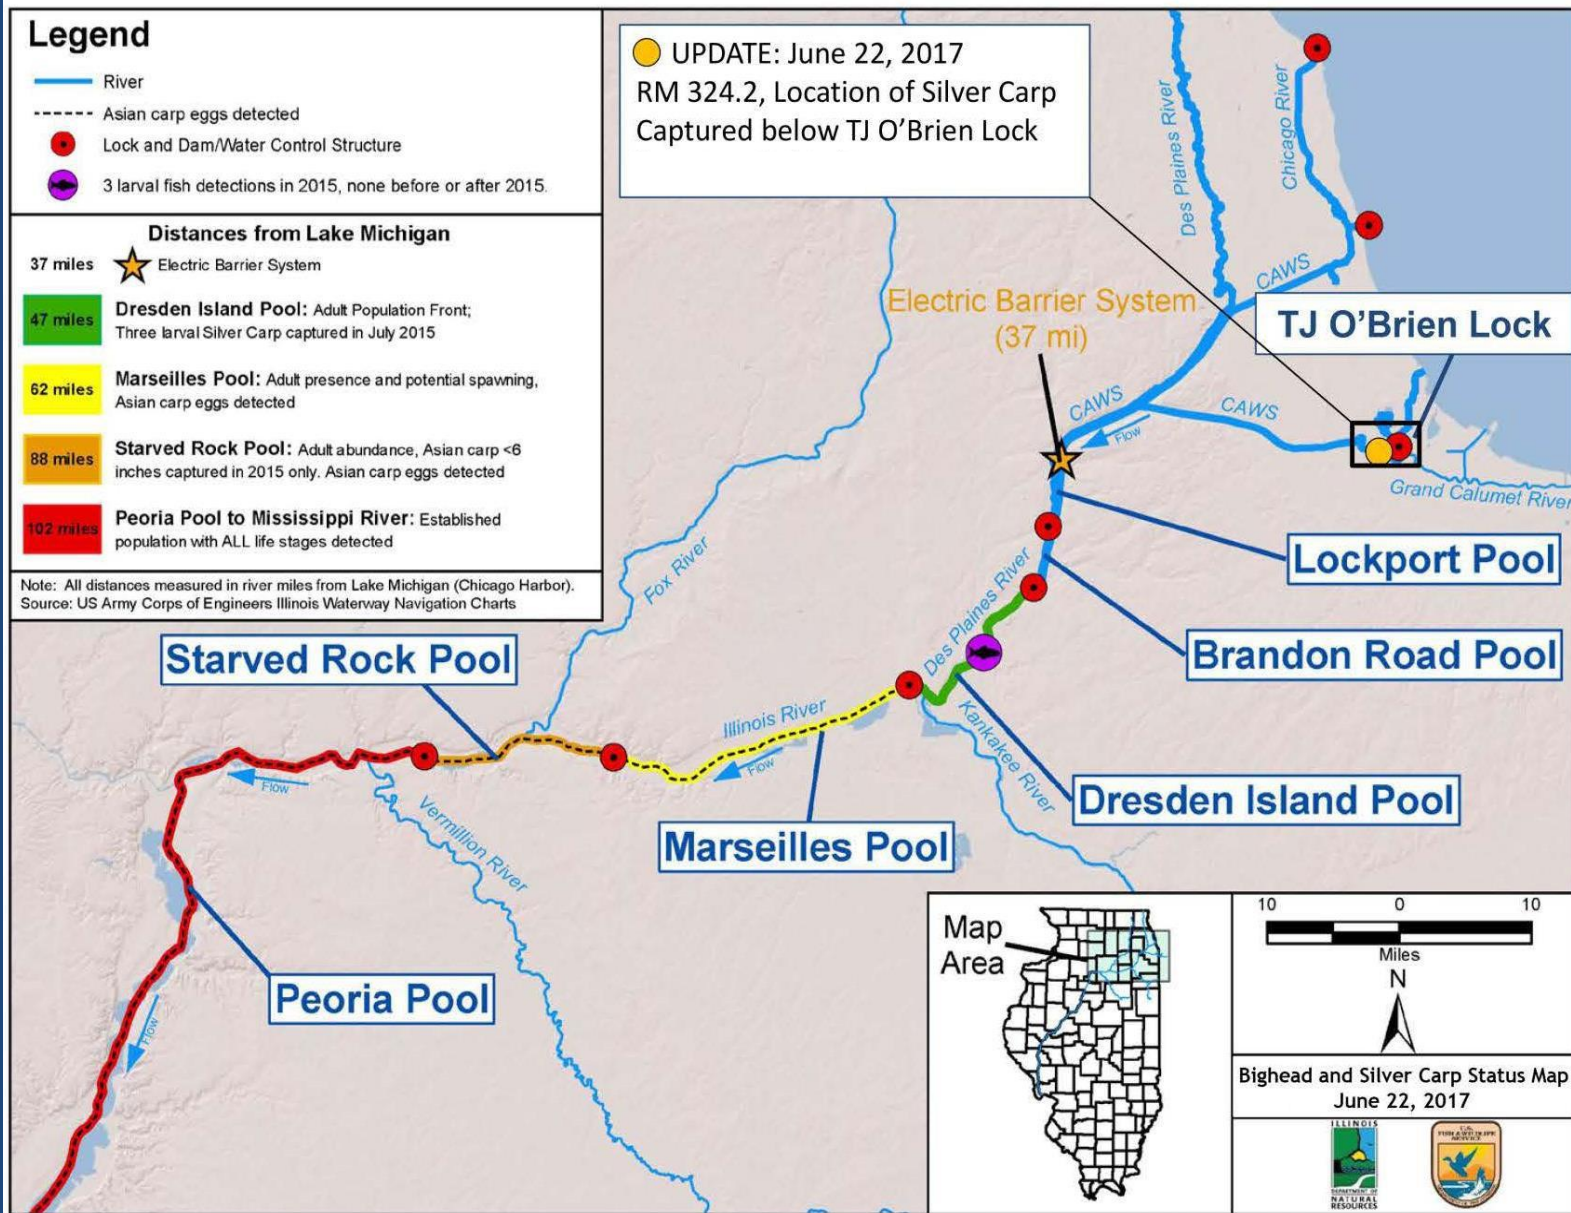 Legend
River
Asian carp eggs detected
Lock and Dam/Water Control Structure
3 larval fish detections in 2015, none before or after 2015.
Distances from Lake Michigan
37 miles Electric Barrier System
47 miles Dresden Island Pool: Adult Population Front;
Three larval Silver Carp captured in July 2015
62 miles Marseilles Pool: Adult presence and potential spawning,
Asian carp eggs detected
88 miles Starved Rock Pool: Adult abundance, Asian carp <6
inches captured in 2015 only. Asian carp eggs detected
102 miles Peoria Pool to Mississippi River: Established
population with ALL life stages detected
Note: All distances measured in river miles from Lake Michigan (Chicago Harbor).
Source: US Army Corps of Engineers Illinois Waterway Navigation Charts
UPDATE: June 22, 2017
RM 324.2, Location of Silver Carp
Captured below TJ O'Brien Lock
Des Plaines River
Chicago River
CAWS
Electric Barrier System
(37 mi)
TJ O'Brien Lock
CAWS
CAWS
Flow
Grand Calumet River
Lockport Pool
Fox River
Des Plaines River
Brandon Road Pool
Starved Rock Pool
Illinois River
Flow
Kankakee River
Dresden Island Pool
Flow
Vermillion River
Marseilles Pool
Peoria Pool
Flow
Map
Area
10 0 10
Miles
N
Bighead and Silver Carp Status Map
June 22, 2017
ILLINOIS
DEPARTMENT OF
NATURAL
RESOURCES
U.S.
FISH & WILDLIFE
SERVICE